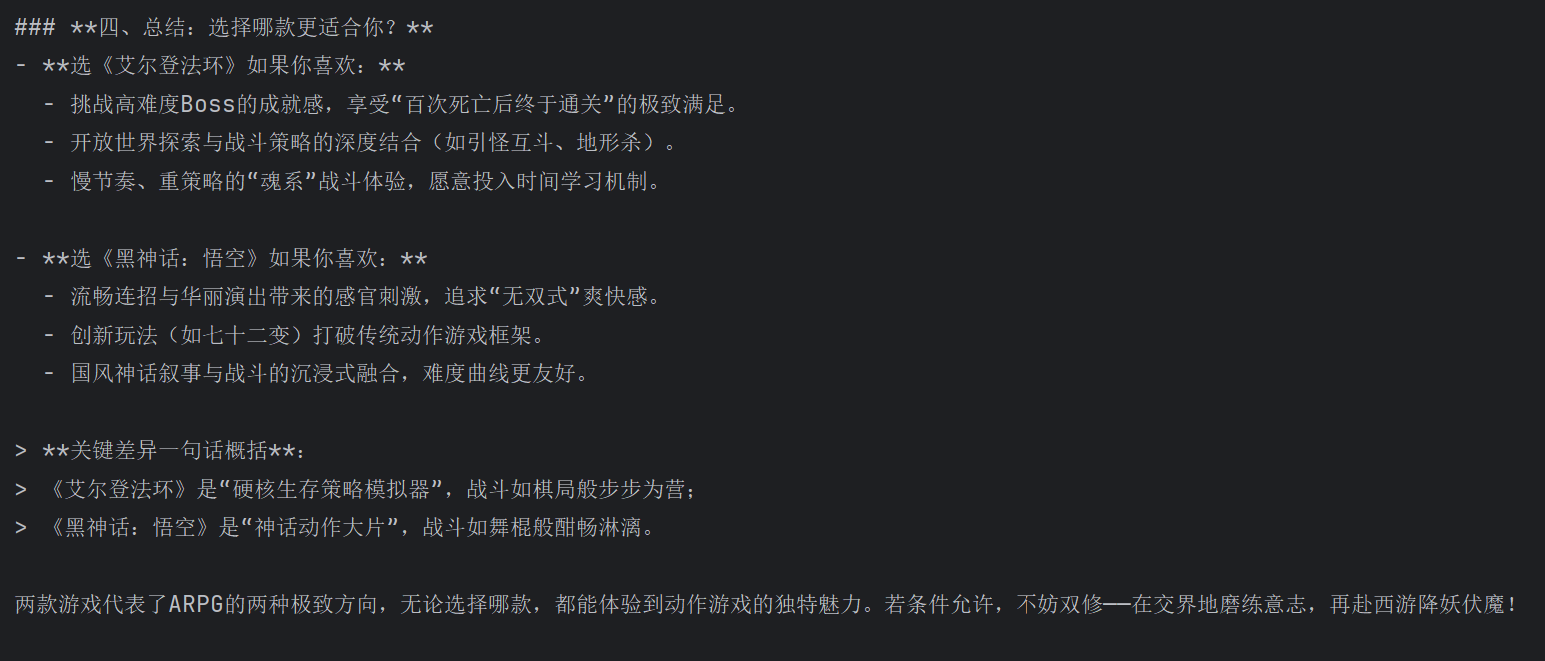 ### **四、总结：选择哪款更适合你？**
- **选《艾尔登法环》如果你喜欢：**
  - 挑战高难度Boss的成就感，享受“百次死亡后终于通关”的极致满足。
  - 开放世界探索与战斗策略的深度结合（如引怪互斗、地形杀）。
  - 慢节奏、重策略的“魂系”战斗体验，愿意投入时间学习机制。
- **选《黑神话：悟空》如果你喜欢：**
  - 流畅连招与华丽演出带来的感官刺激，追求“无双式”爽快感。
  - 创新玩法（如七十二变）打破传统动作游戏框架。
  - 国风神话叙事与战斗的沉浸式融合，难度曲线更友好。
> **关键差异一句话概括**：
> 《艾尔登法环》是“硬核生存策略模拟器”，战斗如棋局般步步为营；
> 《黑神话：悟空》是“神话动作大片”，战斗如舞棍般酣畅淋漓。
两款游戏代表了ARPG的两种极致方向，无论选择哪款，都能体验到动作游戏的独特魅力。若条件允许，不妨双修——在交界地磨练意志，再赴西游降妖伏魔！